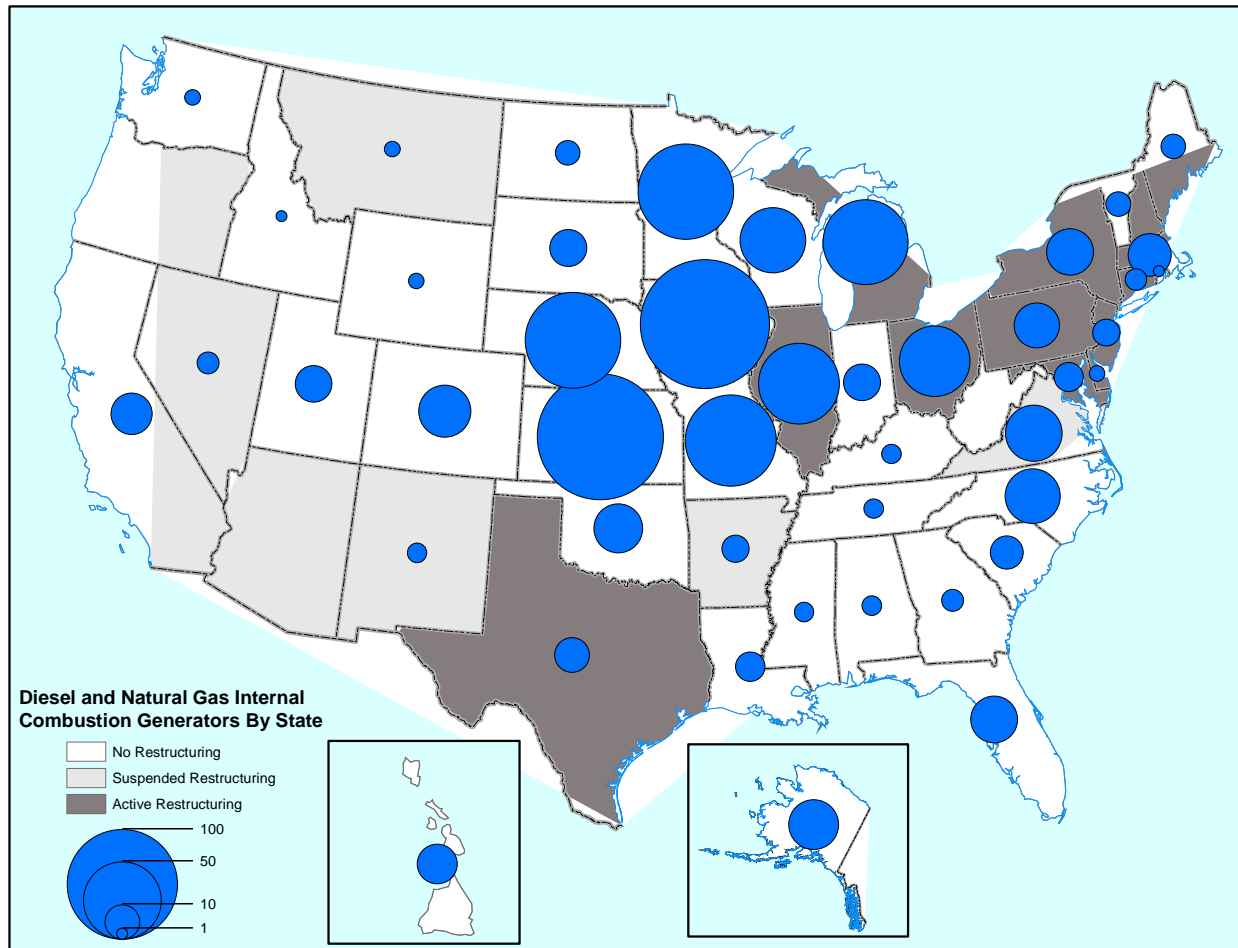 Diesel and Natural Gas Internal
Combustion Generators By State
No Restructuring
Suspended Restructuring
Active Restructuring
100
50
10
1